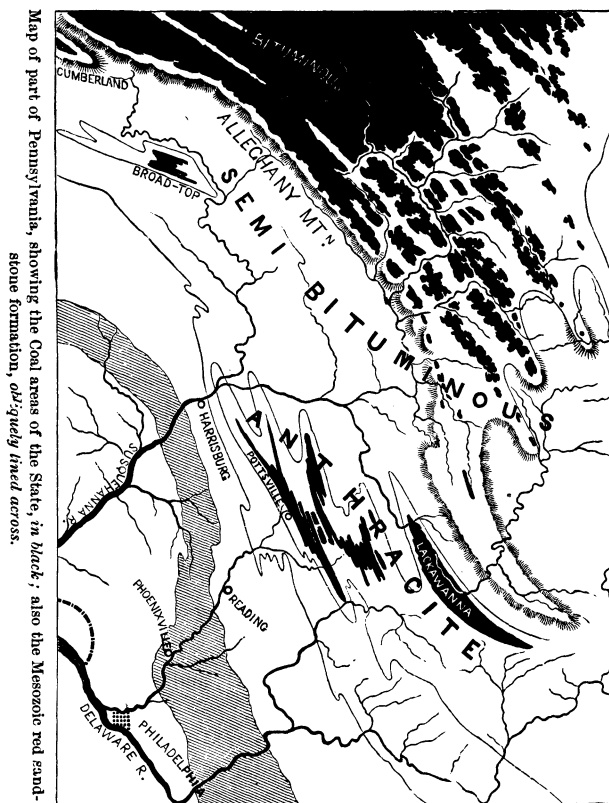 BITUMINOUS
CUMBERLAND
ALLEGHANY MTN
BROAD-TOP
SEMI BITUMINOUS
ANTHRACITE
HARRISBURG
POTTSVILLE
LACKAWANNA
SUSQUEHANNA R.
READING
PHOENIXVILLE
PHILADELPHIA
DELAWARE R.
Map of part of Pennsylvania, showing the Coal areas of the State, in black; also the Mesozoic red sand-
stone formation, obliquely lined across.